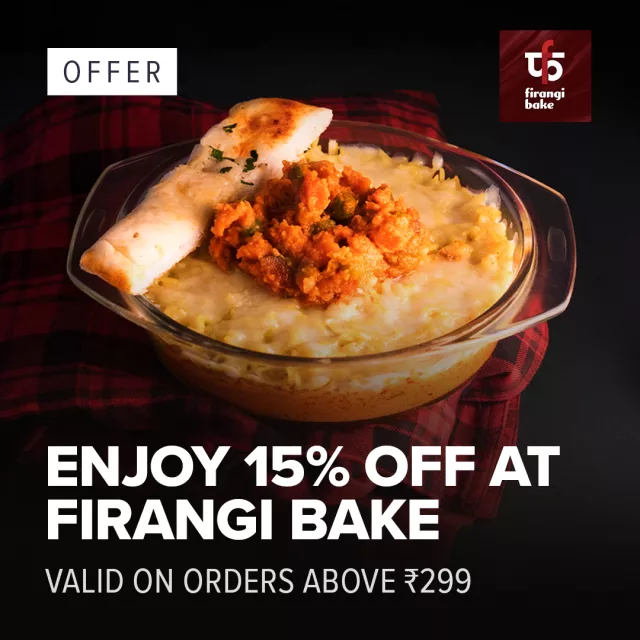 OFFER
firangi
bake
ENJOY 15% OFF AT
FIRANGI BAKE
VALID ON ORDERS ABOVE ₹299